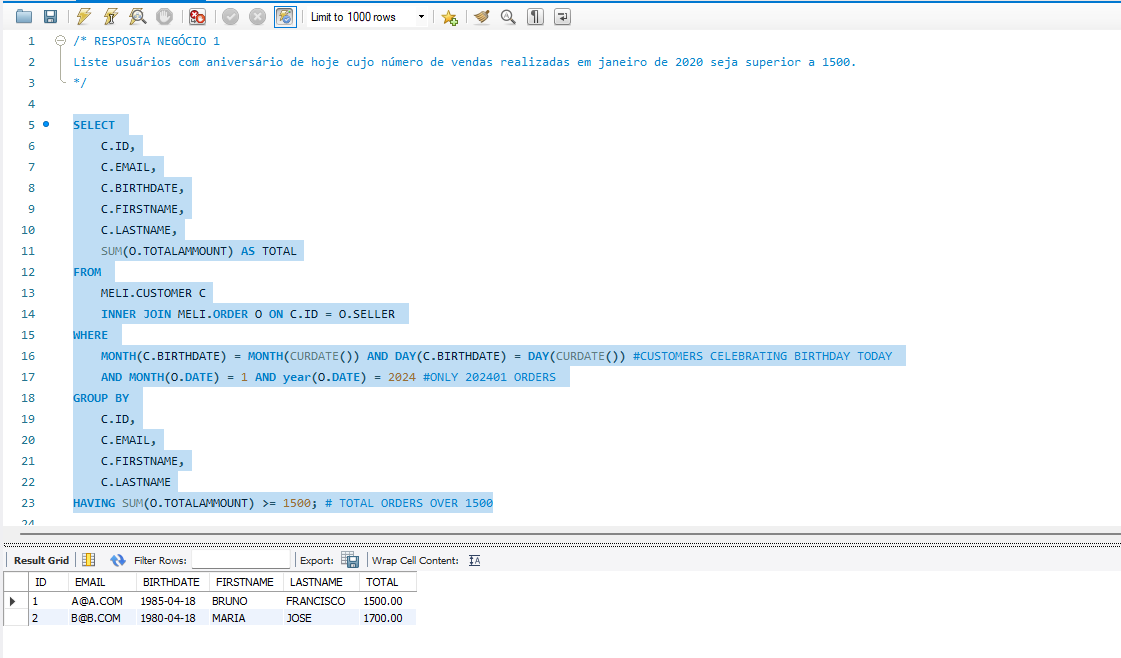 Limit to 1000 rows
1 /* RESPOSTA NEGÓCIO 1
2 Liste usuários com aniversário de hoje cujo número de vendas realizadas em janeiro de 2020 seja superior a 1500.
3 */
4
5 SELECT
6 C.ID,
7 C.EMAIL,
8 C.BIRTHDATE,
9 C.FIRSTNAME,
10 C.LASTNAME,
11 SUM(O.TOTALAMMOUNT) AS TOTAL
12 FROM
13 MELI.CUSTOMER C
14 INNER JOIN MELI.ORDER O ON C.ID = O.SELLER
15 WHERE
16 MONTH(C.BIRTHDATE) = MONTH(CURDATE()) AND DAY(C.BIRTHDATE) = DAY(CURDATE()) #CUSTOMERS CELEBRATING BIRTHDAY TODAY
17 AND MONTH(O.DATE) = 1 AND year(O.DATE) = 2024 #ONLY 202401 ORDERS
18 GROUP BY
19 C.ID,
20 C.EMAIL,
21 C.FIRSTNAME,
22 C.LASTNAME
23 HAVING SUM(O.TOTALAMMOUNT) >= 1500; # TOTAL ORDERS OVER 1500
24
Result Grid Filter Rows: Export: Wrap Cell Content: IA
ID EMAIL BIRTHDATE FIRSTNAME LASTNAME TOTAL
1 A@A.COM 1985-04-18 BRUNO FRANCISCO 1500.00
2 B@B.COM 1980-04-18 MARIA JOSE 1700.00